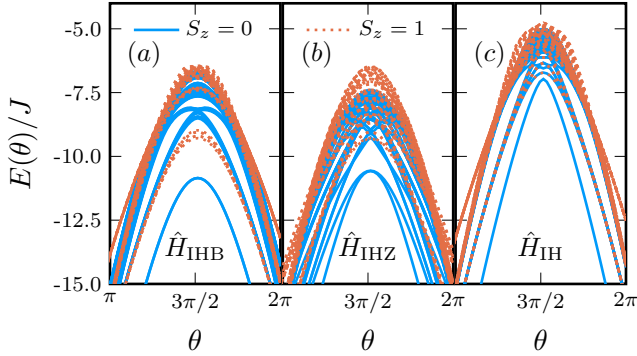 S_z = 0 S_z = 1
(a) (b) (c)
E(θ)/J
-5.0
-7.5
-10.0
-12.5
-15.0
Ĥ_IHB Ĥ_IHZ Ĥ_IH
π 3π/2 2π 3π/2 2π 3π/2 2π
θ θ θ